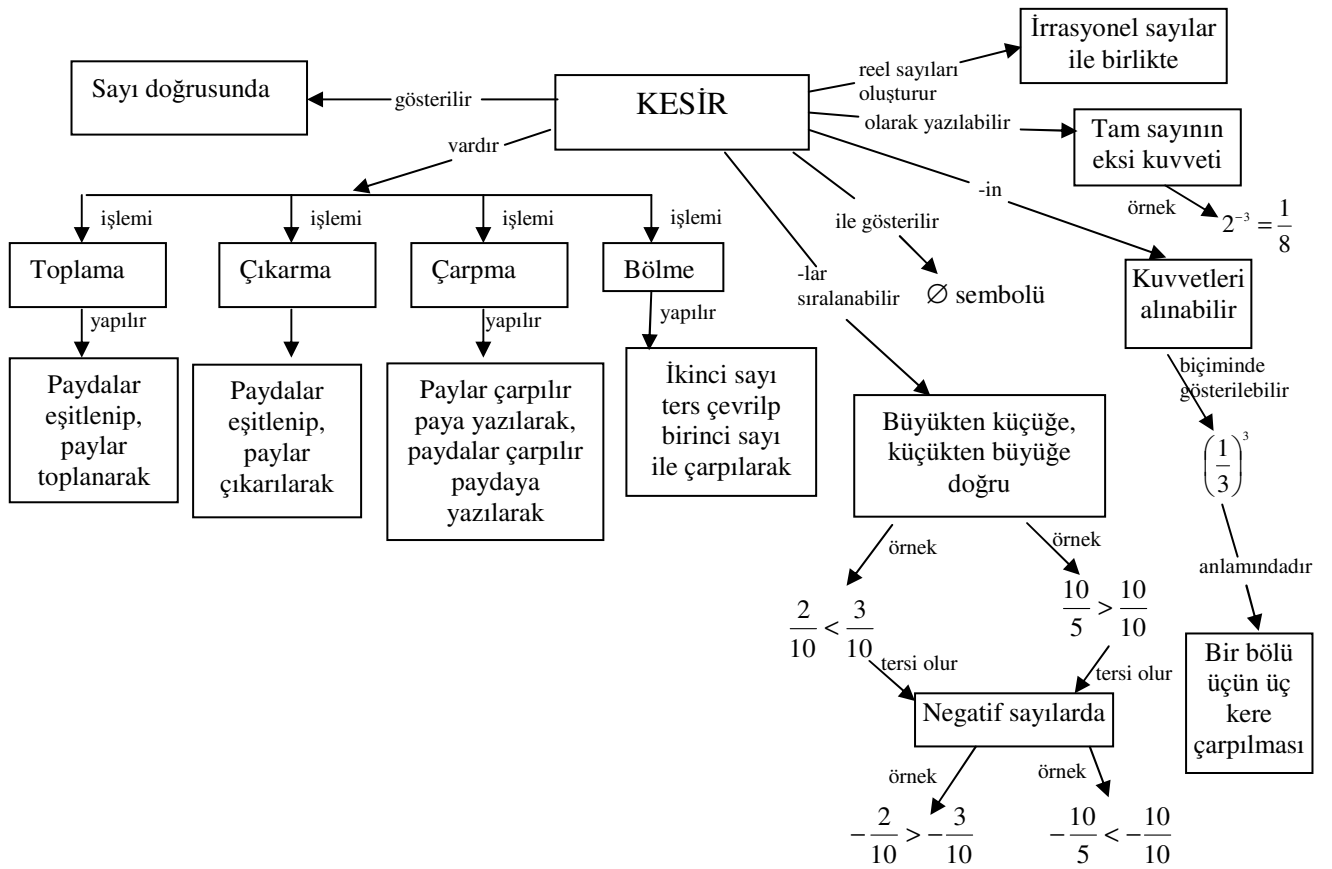 İrrasyonel sayılar
ile birlikte
reel sayıları
oluşturur
Sayı doğrusunda
gösterilir
KESİR
olarak yazılabilir
Tam sayının
eksi kuvveti
vardır
-in
örnek
2⁻³ = 1/8
işlemi
işlemi
işlemi
işlemi
ile gösterilir
Toplama
Çıkarma
Çarpma
Bölme
-lar
sıralanabilir
∅ sembolü
Kuvvetleri
alınabilir
yapılır
yapılır
yapılır
Paydalar
eşitlenip,
paylar
toplanarak
Paydalar
eşitlenip,
paylar
çıkarılarak
Paylar çarpılır
paya yazılarak,
paydalar çarpılır
paydaya
yazılarak
İkinci sayı
ters çevrilp
birinci sayı
ile çarpılarak
biçiminde
gösterilebilir
Büyükten küçüğe,
küçükten büyüğe
doğru
(1/3)³
örnek
örnek
anlamındadır
2/10 < 3/10
10/5 > 10/10
Bir bölü
üçün üç
kere
çarpılması
tersi olur
tersi olur
Negatif sayılarda
örnek
örnek
−2/10 > −3/10
−10/5 < −10/10